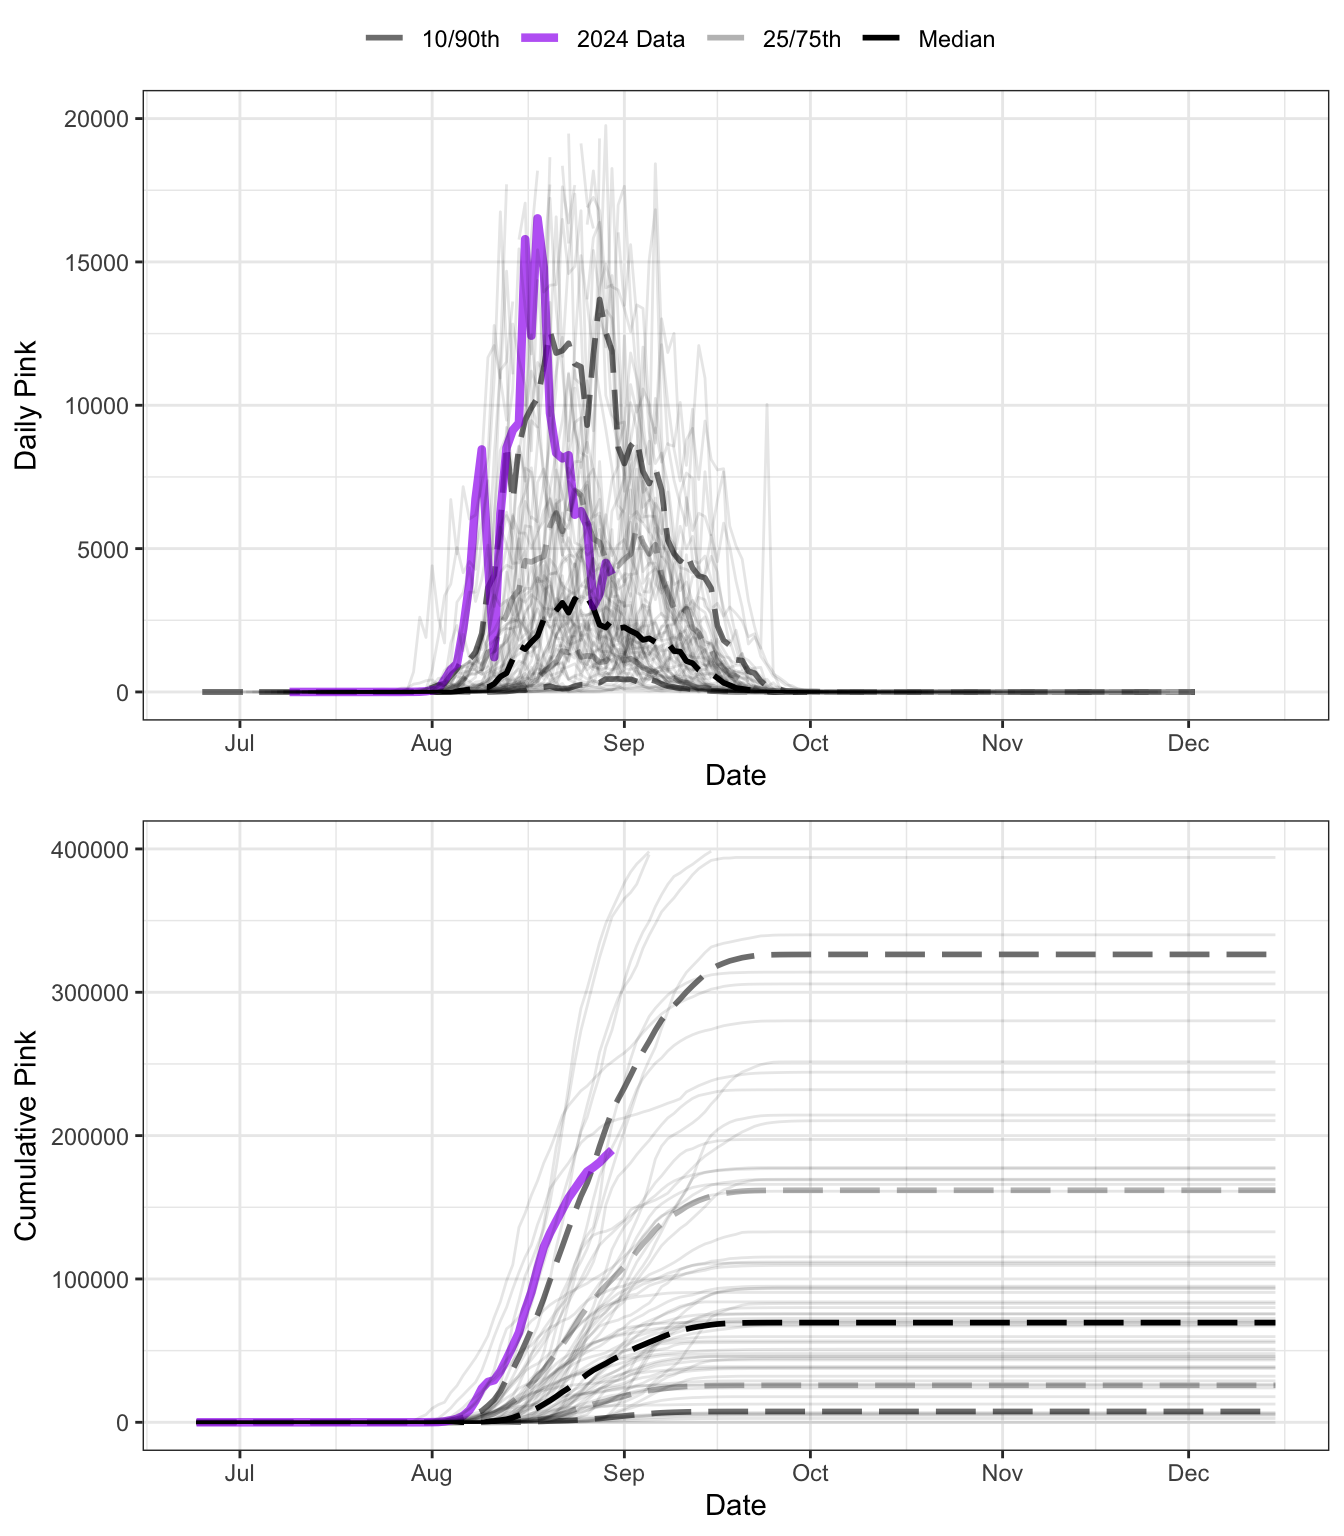 10/90th 2024 Data 25/75th Median
20000
15000
10000
5000
0
Daily Pink
Jul Aug Sep Oct Nov Dec
Date
400000
300000
200000
100000
0
Cumulative Pink
Jul Aug Sep Oct Nov Dec
Date